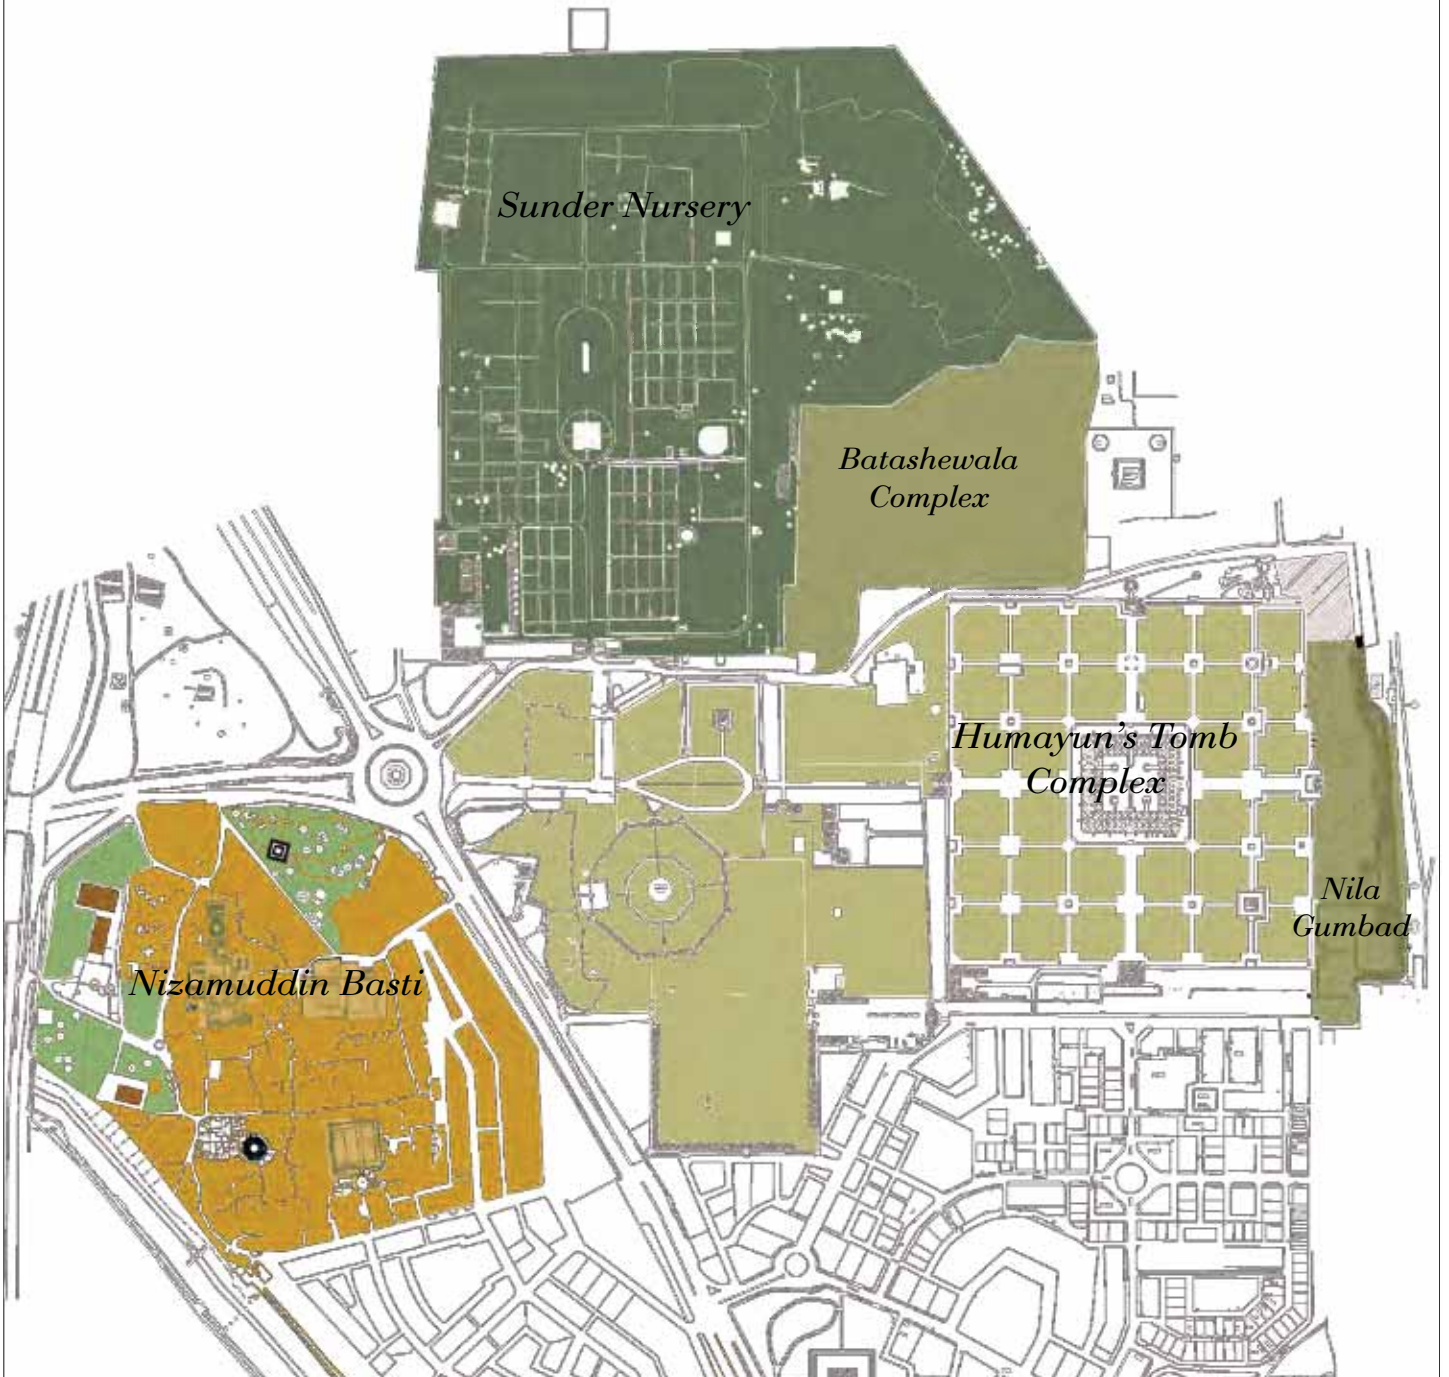 Sunder Nursery
Batashewala
Complex
Humayun's Tomb
Complex
Nila
Gumbad
Nizamuddin Basti